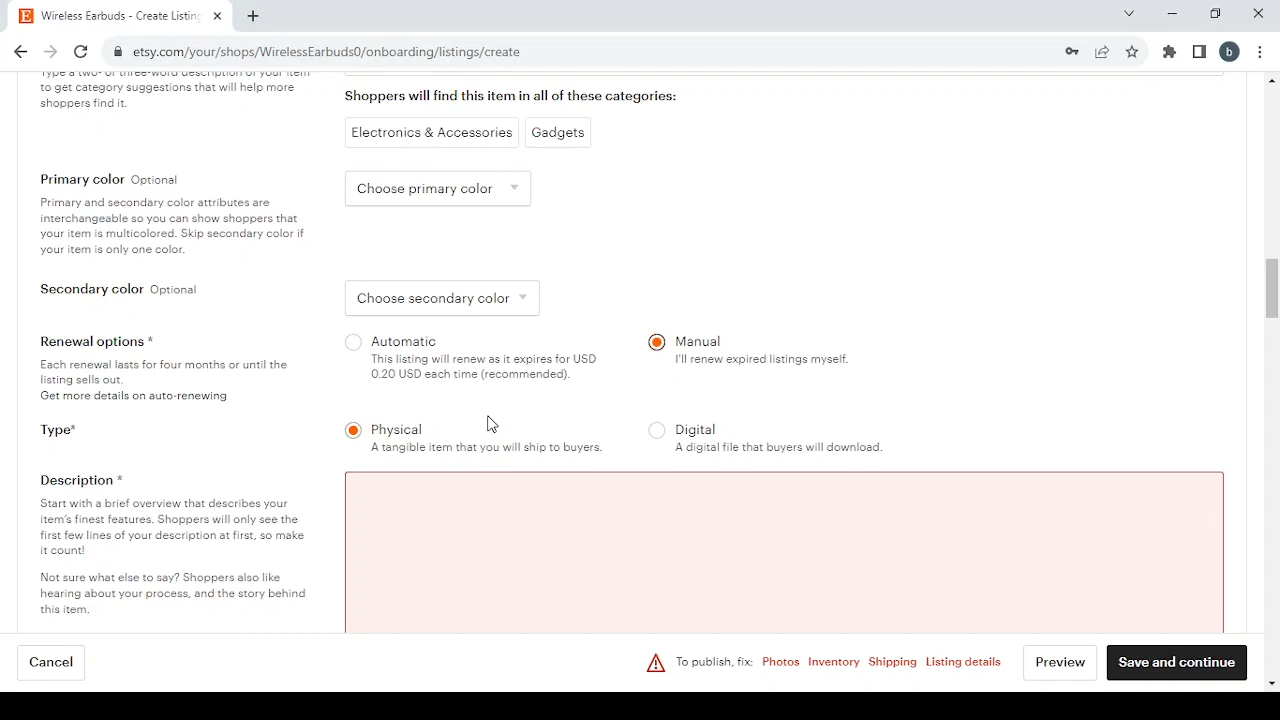 Wireless Earbuds - Create Listing
etsy.com/your/shops/WirelessEarbuds0/onboarding/listings/create
b
Type a two- or three-word description of your item
to get category suggestions that will help more
shoppers find it.
Shoppers will find this item in all of these categories:
Electronics & Accessories
Gadgets
Primary color Optional
Choose primary color
Primary and secondary color attributes are
interchangeable so you can show shoppers that
your item is multicolored. Skip secondary color if
your item is only one color.
Secondary color Optional
Choose secondary color
Renewal options *
Each renewal lasts for four months or until the
listing sells out.
Get more details on auto-renewing
Automatic
This listing will renew as it expires for USD
0.20 USD each time (recommended).
Manual
I'll renew expired listings myself.
Type*
Physical
A tangible item that you will ship to buyers.
Digital
A digital file that buyers will download.
Description *
Start with a brief overview that describes your
item's finest features. Shoppers will only see the
first few lines of your description at first, so make
it count!
Not sure what else to say? Shoppers also like
hearing about your process, and the story behind
this item.
Cancel
To publish, fix: Photos Inventory Shipping Listing details
Preview
Save and continue